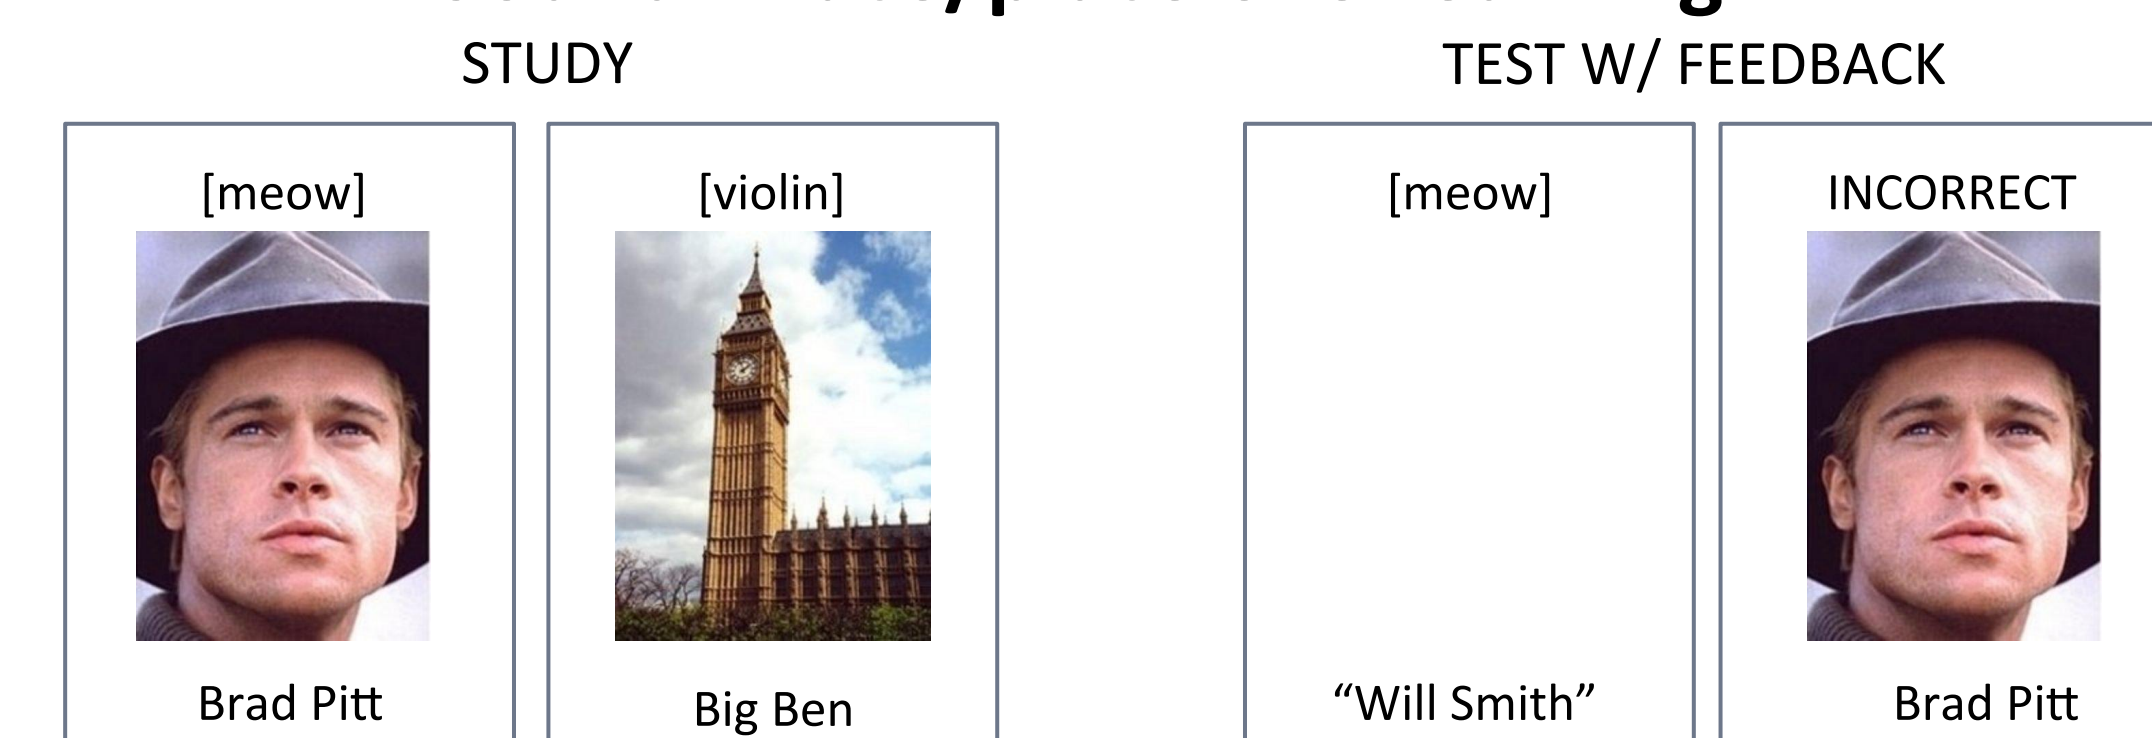 STUDY
TEST W/ FEEDBACK
[meow]
[violin]
[meow]
INCORRECT
Brad Pitt
Big Ben
“Will Smith”
Brad Pitt